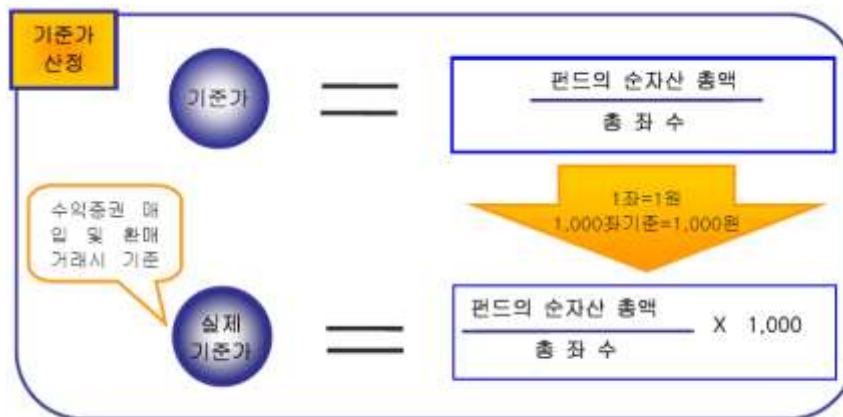 기준가
산정
기준가
펀드의 순자산 총액
총 좌 수
1좌=1원
1,000좌기준=1,000원
수익증권 매
입 및 환매
거래시 기준
실제
기준가
펀드의 순자산 총액
총 좌 수
X 1,000